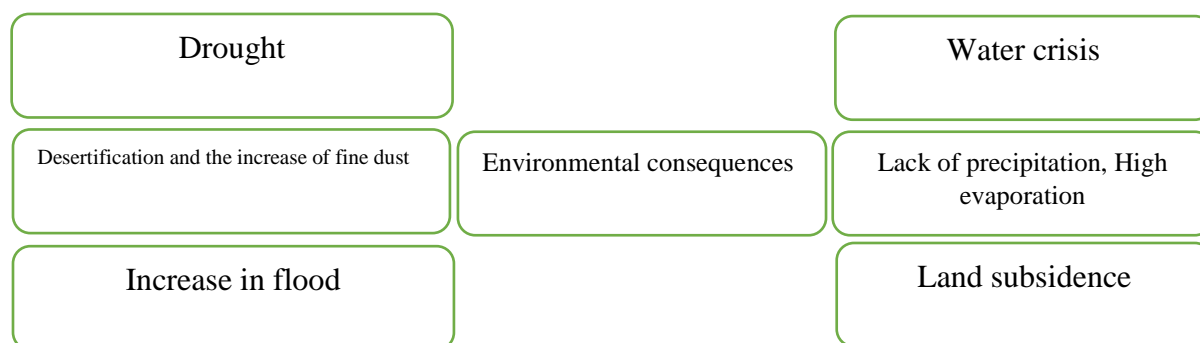 Drought
Water crisis
Desertification and the increase of fine dust
Environmental consequences
Lack of precipitation, High
evaporation
Increase in flood
Land subsidence